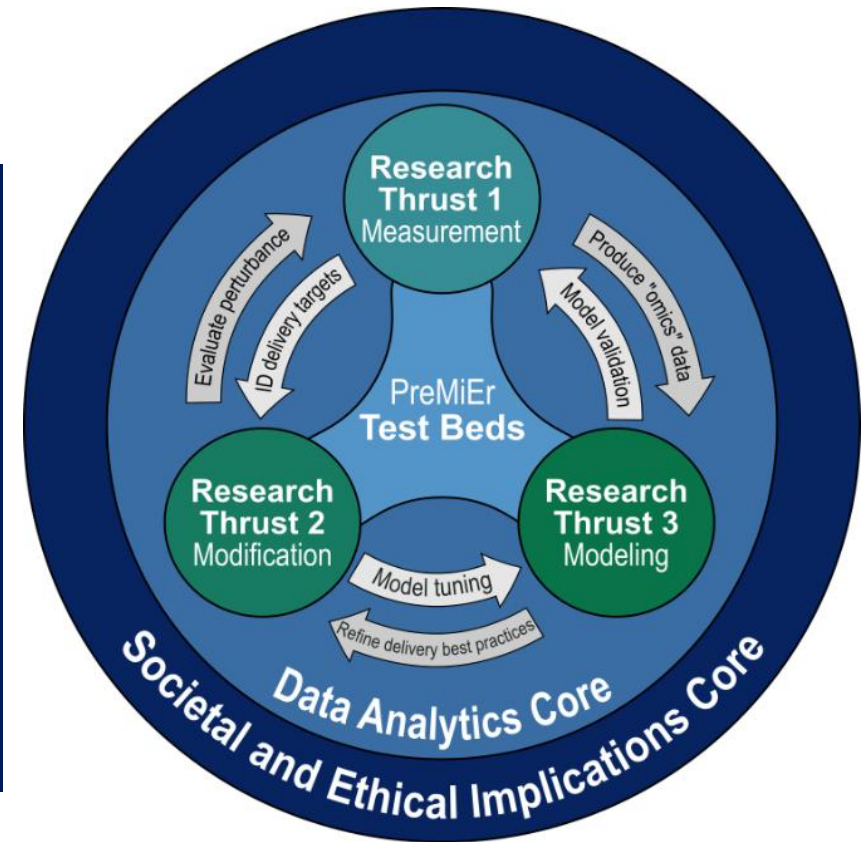 Research
Thrust 1
Measurement
Evaluate perturbance
ID delivery targets
Produce "omics" data
Model validation
PreMiEr
Test Beds
Research
Thrust 2
Modification
Research
Thrust 3
Modeling
Model tuning
Refine delivery best practices
Data Analytics Core
Societal and Ethical Implications Core